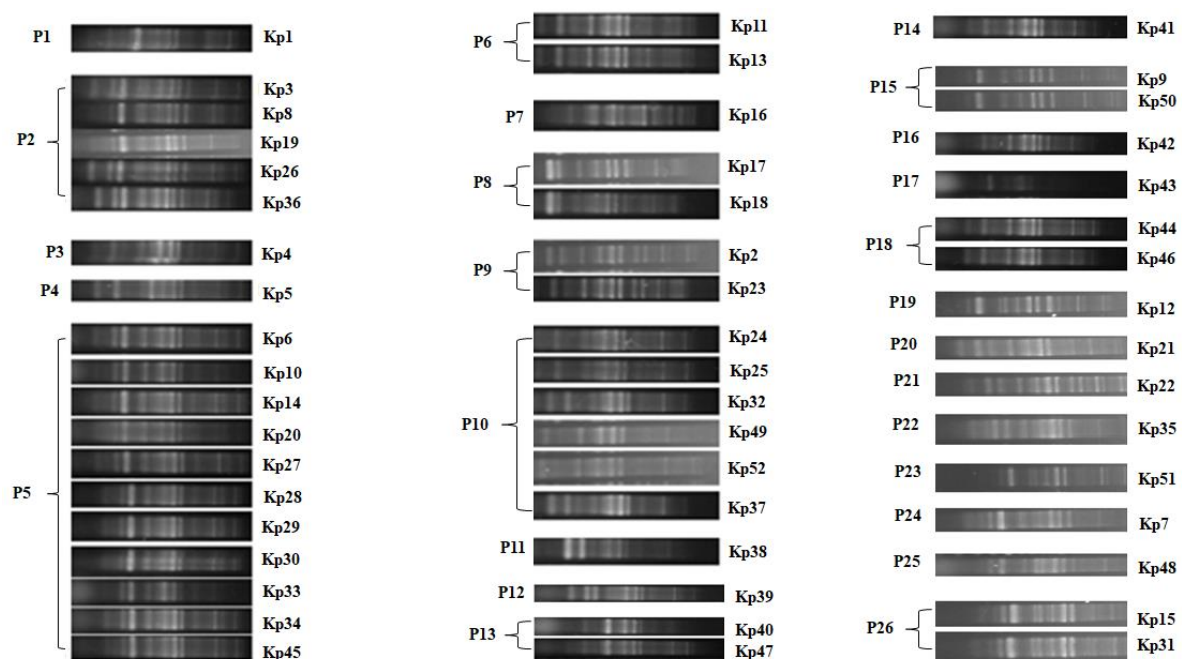 P1 Kp1
Kp3
Kp8
P2 Kp19
Kp26
Kp36
P3 Kp4
P4 Kp5
Kp6
Kp10
Kp14
Kp20
Kp27
P5 Kp28
Kp29
Kp30
Kp33
Kp34
Kp45
P6 Kp11
Kp13
P7 Kp16
P8 Kp17
Kp18
P9 Kp2
Kp23
Kp24
Kp25
Kp32
P10 Kp49
Kp52
Kp37
P11 Kp38
P12 Kp39
P13 Kp40
Kp47
P14 Kp41
P15 Kp9
Kp50
P16 Kp42
P17 Kp43
P18 Kp44
Kp46
P19 Kp12
P20 Kp21
P21 Kp22
P22 Kp35
P23 Kp51
P24 Kp7
P25 Kp48
P26 Kp15
Kp31